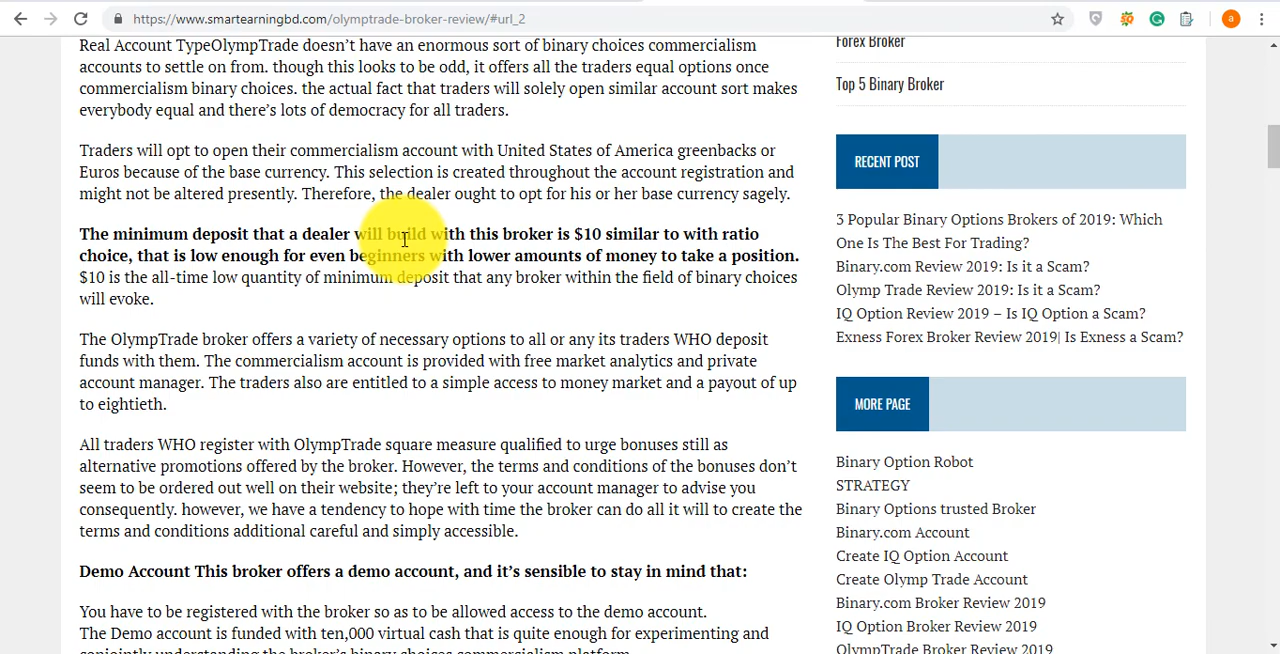 https://www.smartearningbd.com/olymptrade-broker-review/#url_2
a
Real Account TypeOlympTrade doesn’t have an enormous sort of binary choices commercialism
accounts to settle on from. though this looks to be odd, it offers all the traders equal options once
commercialism binary choices. the actual fact that traders will solely open similar account sort makes
everybody equal and there’s lots of democracy for all traders.
Traders will opt to open their commercialism account with United States of America greenbacks or
Euros because of the base currency. This selection is created throughout the account registration and
might not be altered presently. Therefore, the dealer ought to opt for his or her base currency sagely.
The minimum deposit that a dealer will build with this broker is $10 similar to with ratio
choice, that is low enough for even beginners with lower amounts of money to take a position.
$10 is the all-time low quantity of minimum deposit that any broker within the field of binary choices
will evoke.
The OlympTrade broker offers a variety of necessary options to all or any its traders WHO deposit
funds with them. The commercialism account is provided with free market analytics and private
account manager. The traders also are entitled to a simple access to money market and a payout of up
to eightieth.
All traders WHO register with OlympTrade square measure qualified to urge bonuses still as
alternative promotions offered by the broker. However, the terms and conditions of the bonuses don’t
seem to be ordered out well on their website; they’re left to your account manager to advise you
consequently. however, we have a tendency to hope with time the broker can do all it will to create the
terms and conditions additional careful and simply accessible.
Demo Account This broker offers a demo account, and it’s sensible to stay in mind that:
You have to be registered with the broker so as to be allowed access to the demo account.
The Demo account is funded with ten,000 virtual cash that is quite enough for experimenting and
conjointly understanding the broker’s binary choices commercialism platform.
Forex Broker
Top 5 Binary Broker
RECENT POST
3 Popular Binary Options Brokers of 2019: Which
One Is The Best For Trading?
Binary.com Review 2019: Is it a Scam?
Olymp Trade Review 2019: Is it a Scam?
IQ Option Review 2019 – Is IQ Option a Scam?
Exness Forex Broker Review 2019| Is Exness a Scam?
MORE PAGE
Binary Option Robot
STRATEGY
Binary Options trusted Broker
Binary.com Account
Create IQ Option Account
Create Olymp Trade Account
Binary.com Broker Review 2019
IQ Option Broker Review 2019
OlympTrade Broker Review 2019